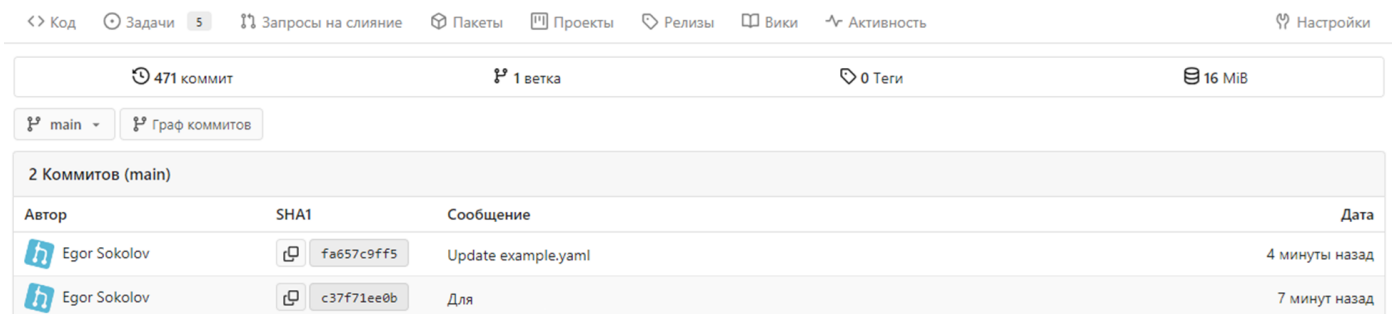 Код Задачи 5 Запросы на слияние Пакеты Проекты Релизы Вики Активность Настройки
471 коммит 1 ветка 0 Теги 16 MiB
main Граф коммитов
2 Коммитов (main)
Автор SHA1 Сообщение Дата
Egor Sokolov fa657c9ff5 Update example.yaml 4 минуты назад
Egor Sokolov c37f71ee0b Для 7 минут назад